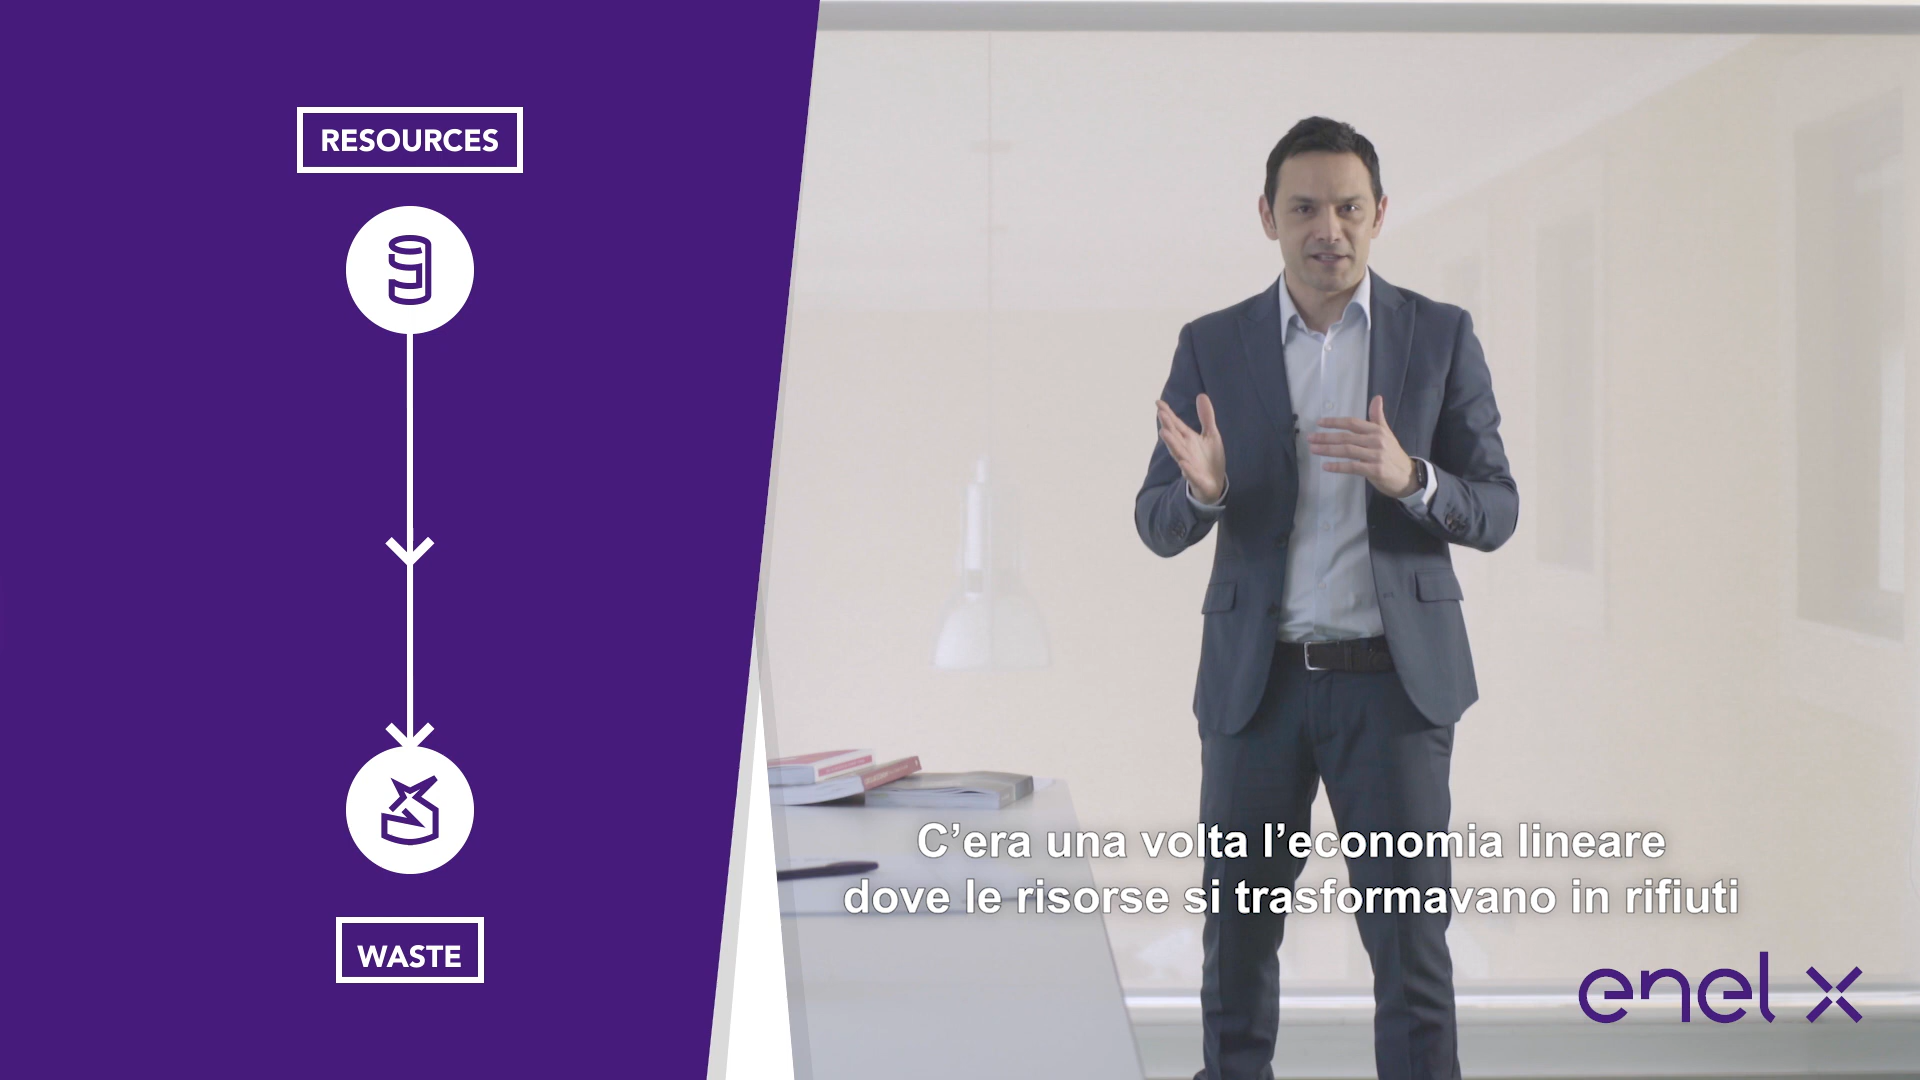 RESOURCES
WASTE
C’era una volta l’economia lineare
dove le risorse si trasformavano in rifiuti
enel x